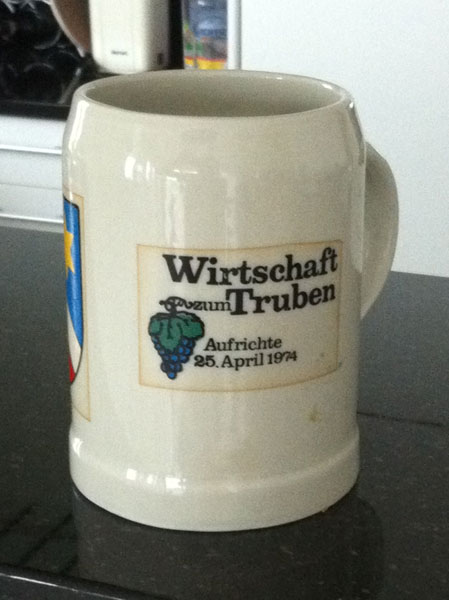 Wirtschaft
zum Truben
Aufrichte
25. April 1974